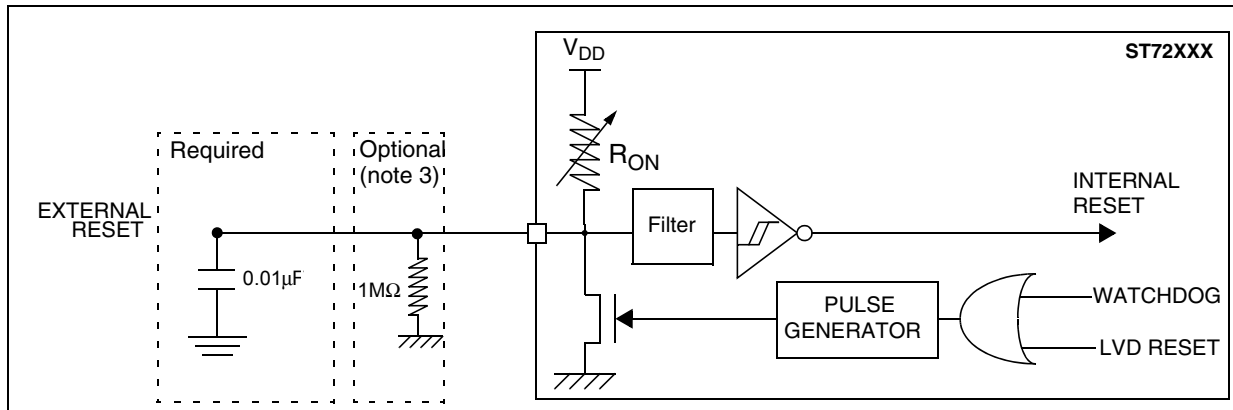 V_DD
ST72XXX
Required
Optional
(note 3)
R_ON
EXTERNAL
RESET
0.01μF
1MΩ
Filter
INTERNAL
RESET
PULSE
GENERATOR
WATCHDOG
LVD RESET